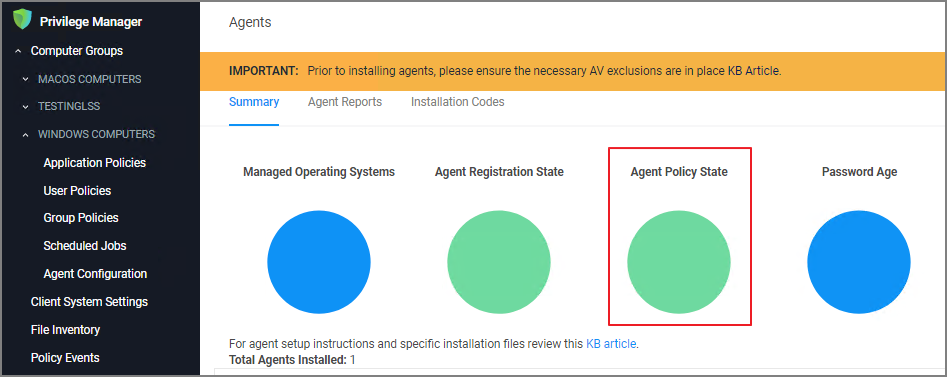 Privilege Manager
Computer Groups
MACOS COMPUTERS
TESTINGLSS
WINDOWS COMPUTERS
Application Policies
User Policies
Group Policies
Scheduled Jobs
Agent Configuration
Client System Settings
File Inventory
Policy Events
Agents
IMPORTANT: Prior to installing agents, please ensure the necessary AV exclusions are in place KB Article.
Summary Agent Reports Installation Codes
Managed Operating Systems Agent Registration State Agent Policy State Password Age
For agent setup instructions and specific installation files review this KB article.
Total Agents Installed: 1